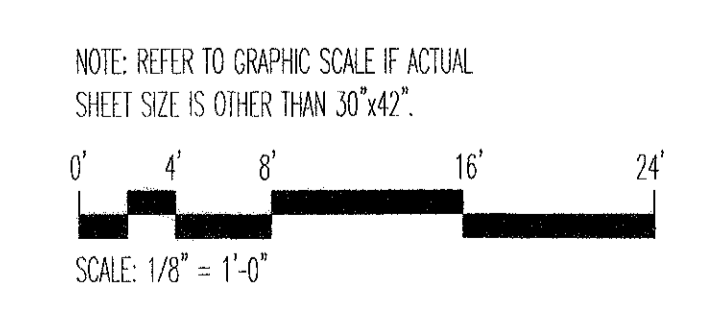 NOTE: REFER TO GRAPHIC SCALE IF ACTUAL
SHEET SIZE IS OTHER THAN 30"x42".
0' 4' 8' 16' 24'
SCALE: 1/8" = 1'-0"